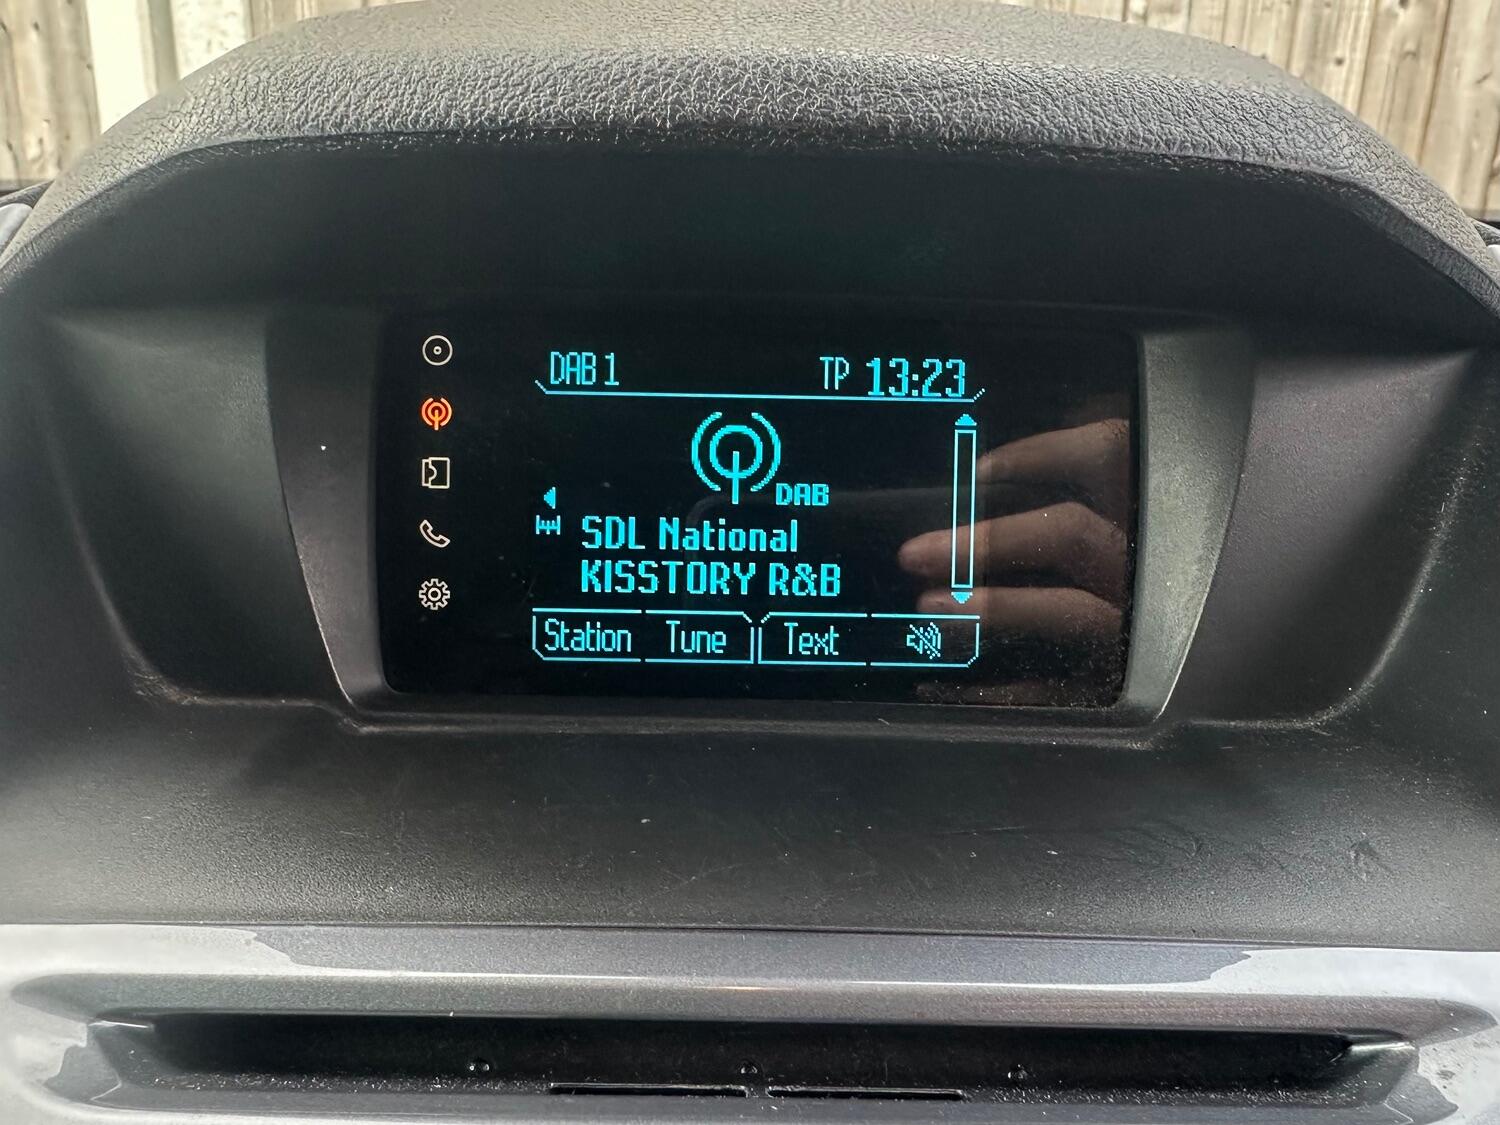 DAB 1 TP 13:23
DAB
SDL National
KISSTORY R&B
Station Tune Text